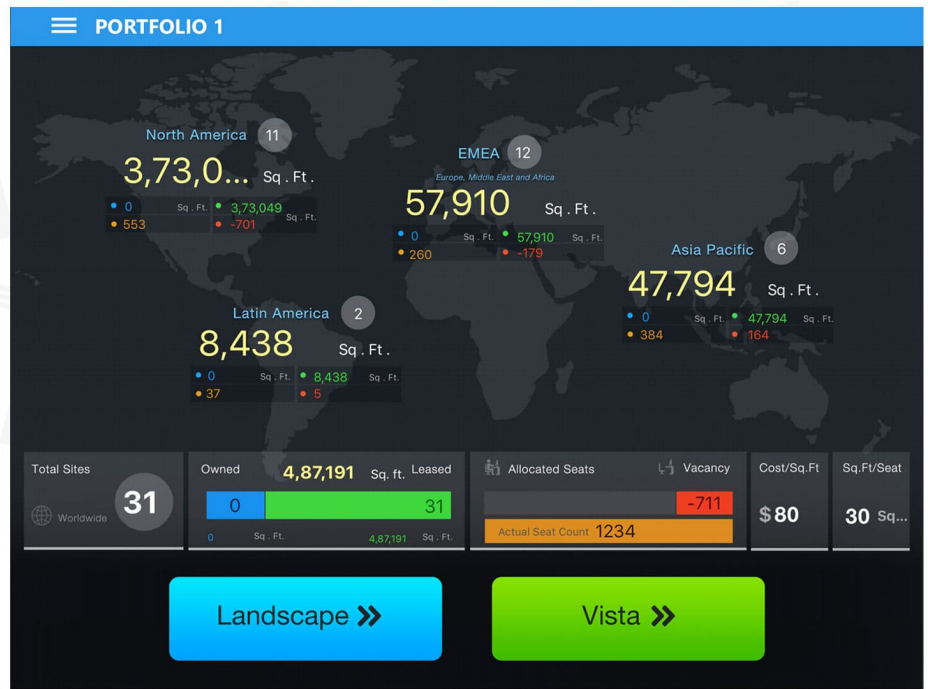 PORTFOLIO 1
North America 11
3,73,0... Sq . Ft .
0 Sq . Ft. 3,73,049 Sq . Ft.
553 -701
EMEA 12
Europe, Middle East and Africa
57,910 Sq . Ft .
0 Sq . Ft. 57,910 Sq . Ft.
260 -179
Asia Pacific 6
47,794 Sq . Ft .
0 Sq . Ft. 47,794 Sq . Ft.
384 164
Latin America 2
8,438 Sq . Ft .
0 Sq . Ft. 8,438 Sq . Ft.
37 5
Total Sites
31
Worldwide
Owned 4,87,191 Sq. ft. Leased
0 31
0 Sq . Ft. 4,87,191 Sq . Ft.
Allocated Seats Vacancy
-711
Actual Seat Count 1234
Cost/Sq.Ft
$ 80
Sq.Ft/Seat
30 Sq...
Landscape »
Vista »